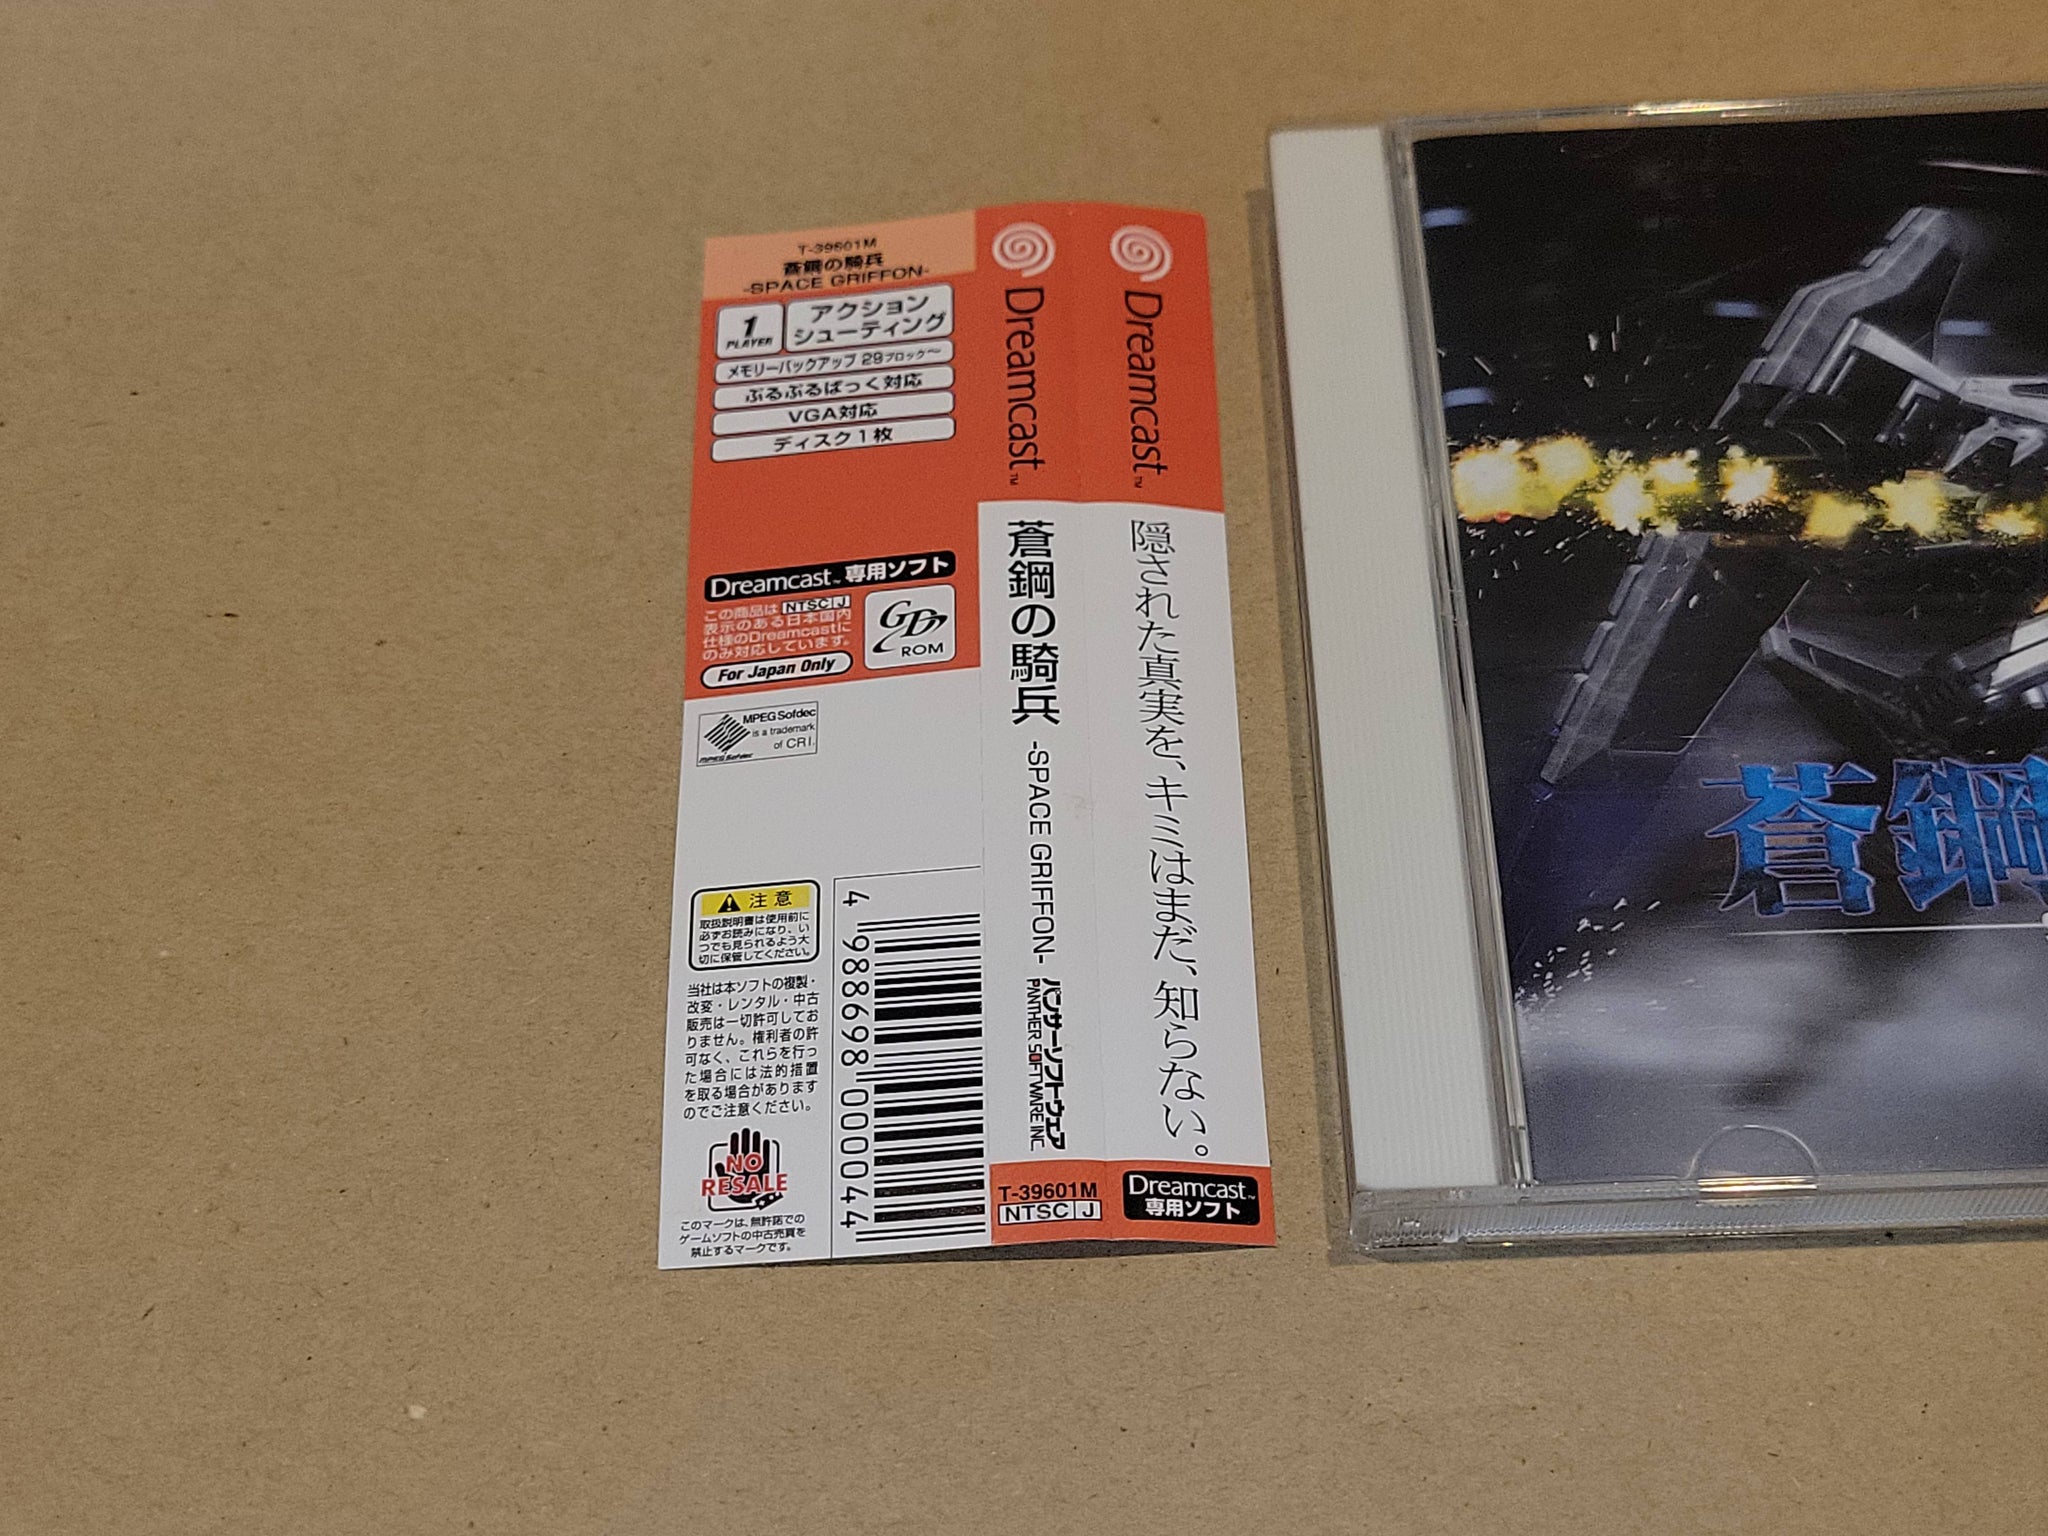 T-39601M
蒼鋼の騎兵
-SPACE GRIFFON-
1
PLAYER
アクション
シューティング
メモリーバックアップ 29ブロック～
ぷるぷるぱっく対応
VGA対応
ディスク1枚
Dreamcast™ 専用ソフト
この商品は NTSC J
表示のある日本国内
仕様のDreamcastに
のみ対応しています。
For Japan Only
GD
ROM
MPEG Sofdec
is a trademark
of CRI.
MPEG Sofdec
注意
取扱説明書は使用前に
必ずお読みになり、い
つでも見られるよう大
切に保管してください。
当社は本ソフトの複製・
改変・レンタル・中古
販売は一切許可してお
りません。権利者の許
可なく、これらを行っ
た場合には法的措置
を取る場合があります
のでご注意ください。
NO
RESALE
このマークは、無許諾での
ゲームソフトの中古売買を
禁止するマークです。
4 988698 000044
Dreamcast™
蒼鋼の騎兵 -SPACE GRIFFON-
パンサーソフトウェア
PANTHER SOFTWARE INC.
T-39601M
NTSC J
Dreamcast™
隠された真実を、キミはまだ、知らない。
Dreamcast™
専用ソフト
蒼鋼